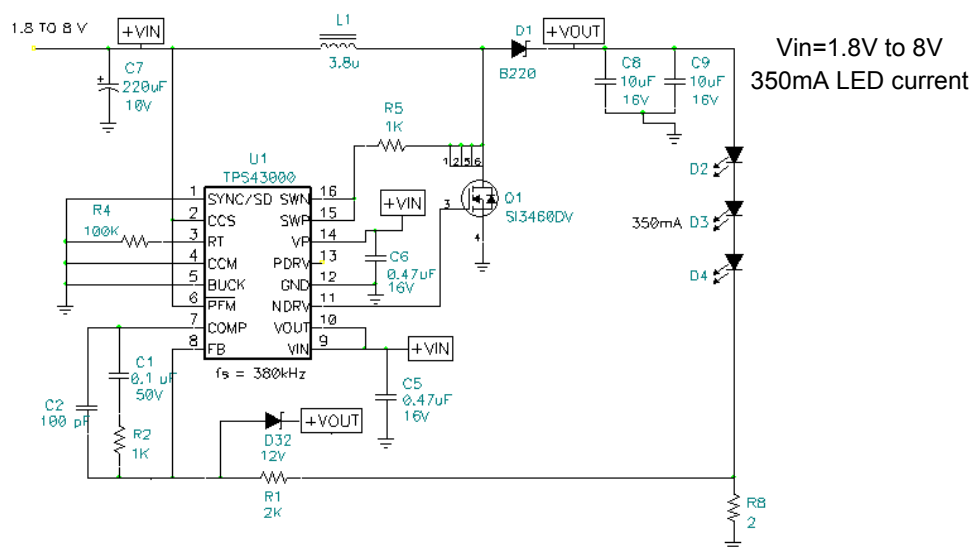 1.8 TO 8 V
+VIN
L1
3.8u
D1
B220
+VOUT
C8
10uF
16V
C9
10uF
16V
Vin=1.8V to 8V
350mA LED current
C7
220uF
10V
+
R5
1K
1 2 5 6
3
4
Q1
SI3460DV
D2
350mA D3
D4
U1
TPS43000
1 SYNC/SD SWN 16
2 CCS SWP 15
3 RT VP 14
4 CCM PDRV 13
5 BUCK GND 12
6 PFM NDRV 11
7 COMP VOUT 10
8 FB VIN 9
fs = 380kHz
R4
100K
+VIN
C6
0.47uF
16V
+VIN
C5
0.47uF
16V
C1
0.1 uF
50V
C2
100 pF
R2
1K
D32
12V
+VOUT
R1
2K
R8
2